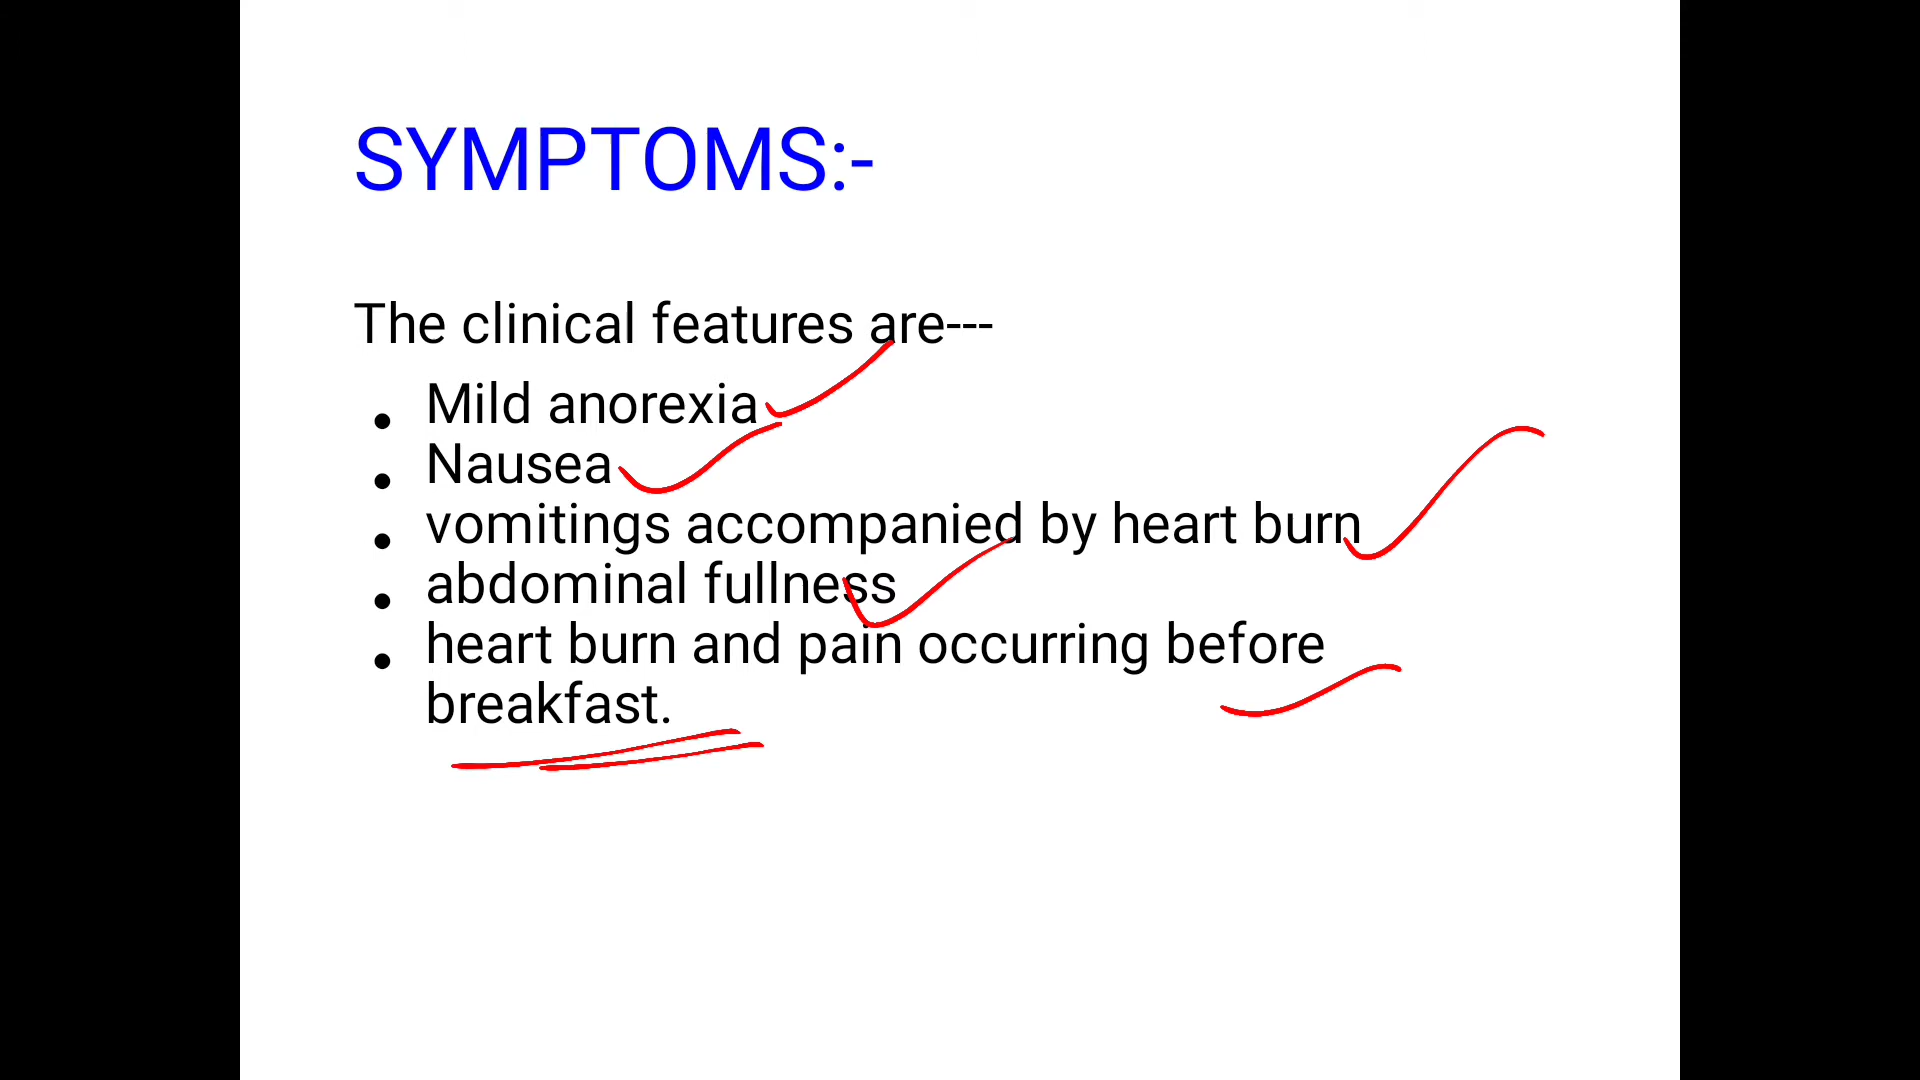 SYMPTOMS:-
The clinical features are---
• Mild anorexia
• Nausea
• vomitings accompanied by heart burn
• abdominal fullness
• heart burn and pain occurring before
breakfast.